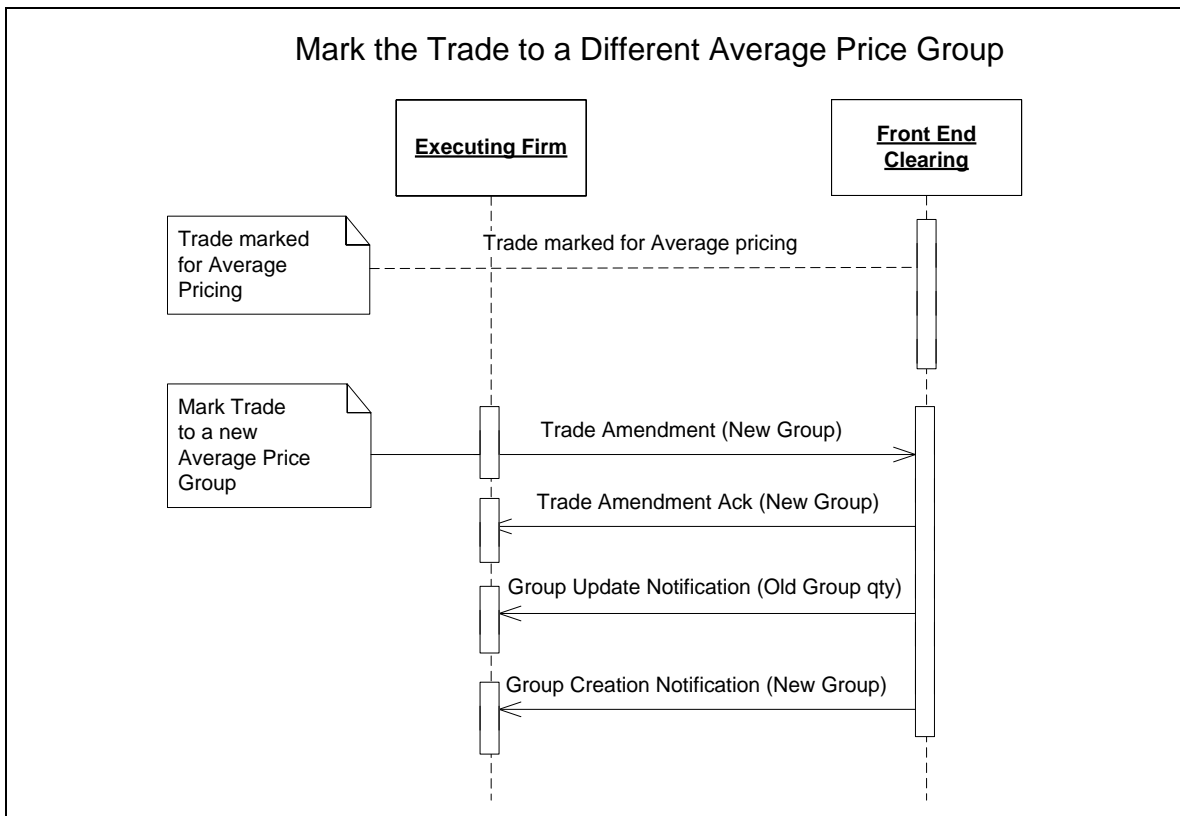 Mark the Trade to a Different Average Price Group
Executing Firm
Front End
Clearing
Trade marked
for Average
Pricing
Trade marked for Average pricing
Mark Trade
to a new
Average Price
Group
Trade Amendment (New Group)
Trade Amendment Ack (New Group)
Group Update Notification (Old Group qty)
Group Creation Notification (New Group)